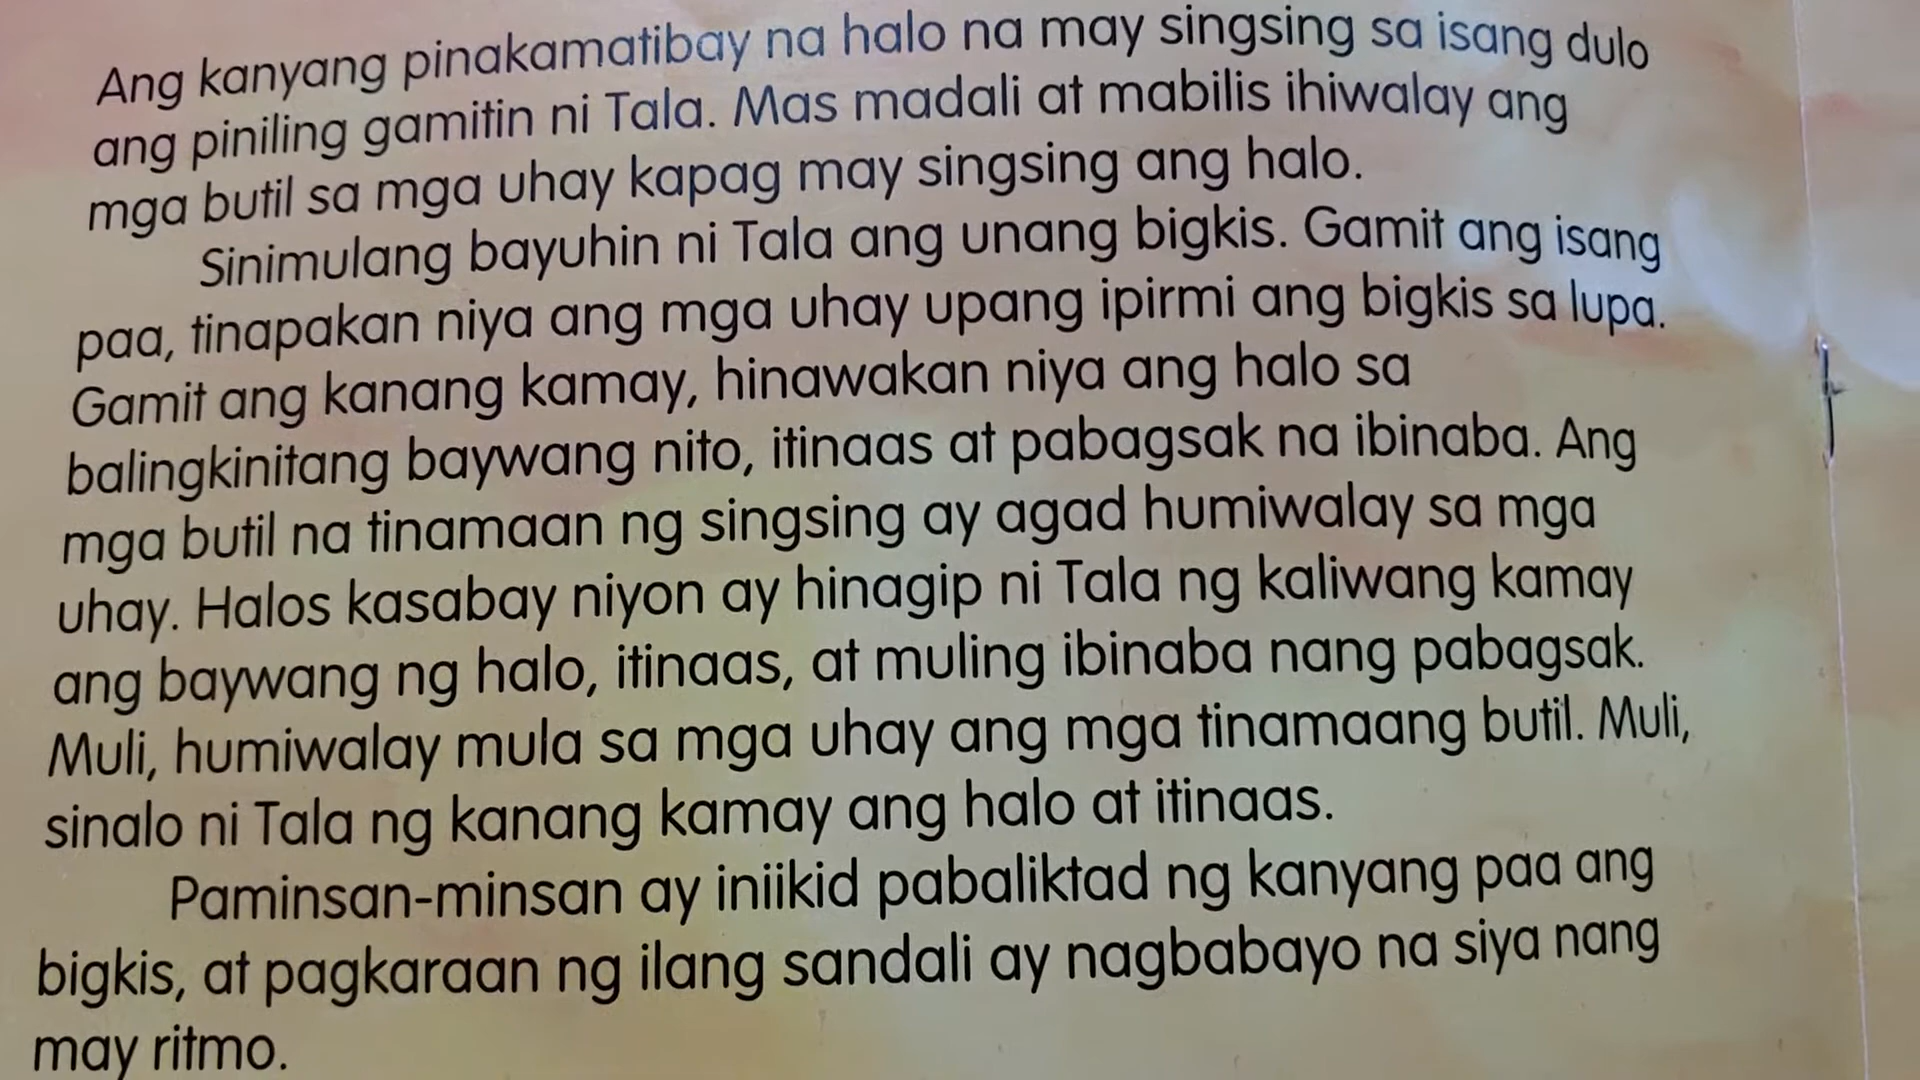 Ang kanyang pinakamatibay na halo na may singsing sa isang dulo
ang piniling gamitin ni Tala. Mas madali at mabilis ihiwalay ang
mga butil sa mga uhay kapag may singsing ang halo.
Sinimulang bayuhin ni Tala ang unang bigkis. Gamit ang isang
paa, tinapakan niya ang mga uhay upang ipirmi ang bigkis sa lupa.
Gamit ang kanang kamay, hinawakan niya ang halo sa
balingkinitang baywang nito, itinaas at pabagsak na ibinaba. Ang
mga butil na tinamaan ng singsing ay agad humiwalay sa mga
uhay. Halos kasabay niyon ay hinagip ni Tala ng kaliwang kamay
ang baywang ng halo, itinaas, at muling ibinaba nang pabagsak.
Muli, humiwalay mula sa mga uhay ang mga tinamaang butil. Muli,
sinalo ni Tala ng kanang kamay ang halo at itinaas.
Paminsan-minsan ay iniikid pabaliktad ng kanyang paa ang
bigkis, at pagkaraan ng ilang sandali ay nagbabayo na siya nang
may ritmo.